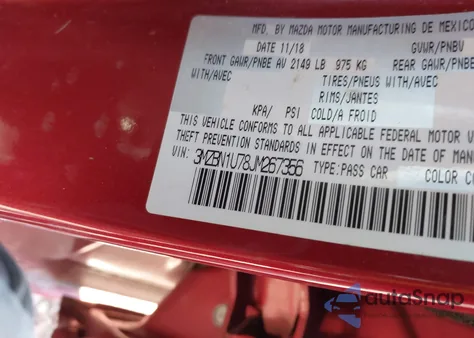 MFD. BY MAZDA MOTOR MANUFACTURING DE MEXICO
DATE 11/18 GVWR/PNBV
FRONT GAWR/PNBE AV 2149 LB 975 KG REAR GAWR/PNBE
WITH/AVEC TIRES/PNEUS WITH/AVEC
RIMS/JANTES
KPA/ PSI COLD/A FROID
THIS VEHICLE CONFORMS TO ALL APPLICABLE FEDERAL MOTOR V
THEFT PREVENTION STANDARDS IN EFFECT ON THE DATE OF MAN
VIN: 3MZBN1U78JM267356 TYPE:PASS CAR COLOR C
autoSnap